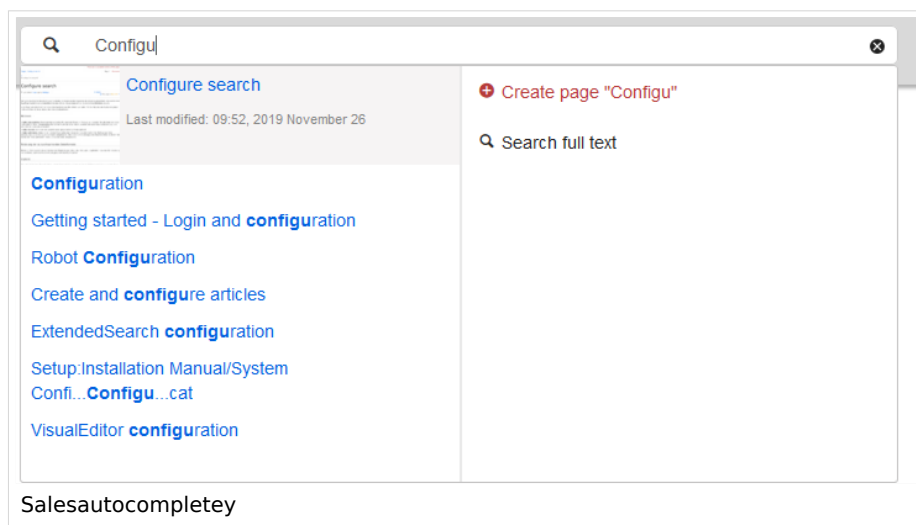 Configu
Configure search
Last modified: 09:52, 2019 November 26
Configuration
Getting started - Login and configuration
Robot Configuration
Create and configure articles
ExtendedSearch configuration
Setup:Installation Manual/System
Confi...Configu...cat
VisualEditor configuration
Create page "Configu"
Search full text
Salesautocompletey